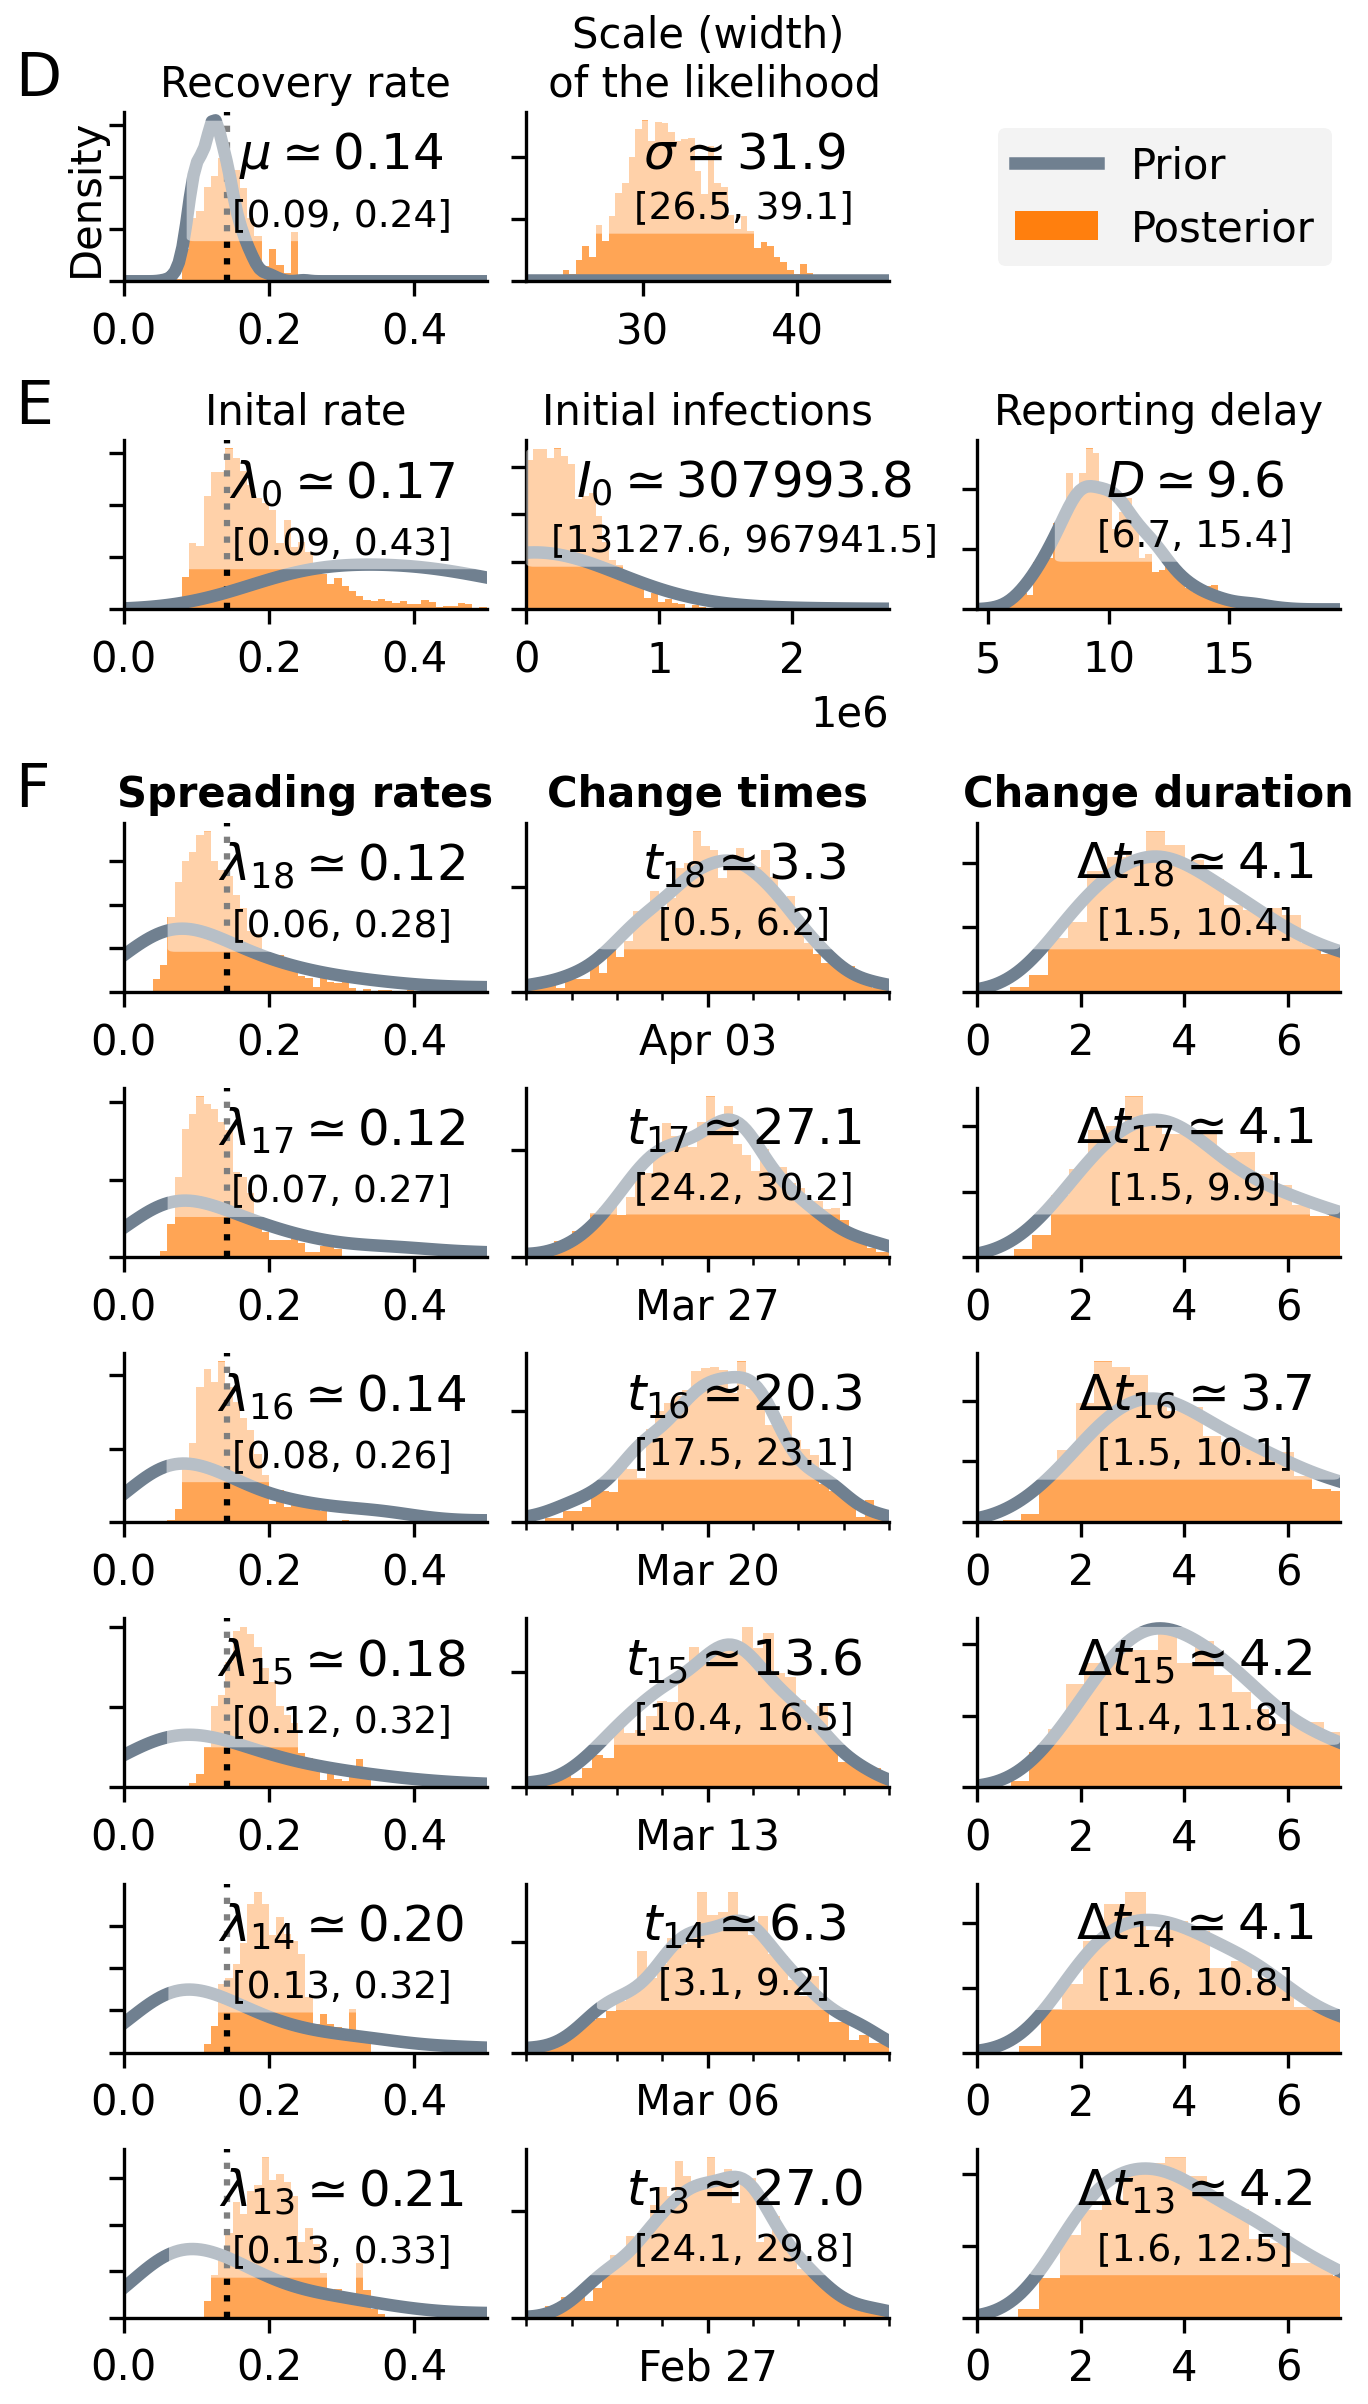 D
Recovery rate
Scale (width)
of the likelihood
Density
μ ≃ 0.14
[0.09, 0.24]
σ ≃ 31.9
[26.5, 39.1]
Prior
Posterior
0.0 0.2 0.4
30 40
E
Inital rate
Initial infections
Reporting delay
λ0 ≃ 0.17
[0.09, 0.43]
I0 ≃ 307993.8
[13127.6, 967941.5]
D ≃ 9.6
[6.7, 15.4]
0.0 0.2 0.4
0 1 2
1e6
5 10 15
F
Spreading rates
Change times
Change duration
λ18 ≃ 0.12
[0.06, 0.28]
t18 ≃ 3.3
[0.5, 6.2]
Δt18 ≃ 4.1
[1.5, 10.4]
0.0 0.2 0.4
Apr 03
0 2 4 6
λ17 ≃ 0.12
[0.07, 0.27]
t17 ≃ 27.1
[24.2, 30.2]
Δt17 ≃ 4.1
[1.5, 9.9]
0.0 0.2 0.4
Mar 27
0 2 4 6
λ16 ≃ 0.14
[0.08, 0.26]
t16 ≃ 20.3
[17.5, 23.1]
Δt16 ≃ 3.7
[1.5, 10.1]
0.0 0.2 0.4
Mar 20
0 2 4 6
λ15 ≃ 0.18
[0.12, 0.32]
t15 ≃ 13.6
[10.4, 16.5]
Δt15 ≃ 4.2
[1.4, 11.8]
0.0 0.2 0.4
Mar 13
0 2 4 6
λ14 ≃ 0.20
[0.13, 0.32]
t14 ≃ 6.3
[3.1, 9.2]
Δt14 ≃ 4.1
[1.6, 10.8]
0.0 0.2 0.4
Mar 06
0 2 4 6
λ13 ≃ 0.21
[0.13, 0.33]
t13 ≃ 27.0
[24.1, 29.8]
Δt13 ≃ 4.2
[1.6, 12.5]
0.0 0.2 0.4
Feb 27
0 2 4 6